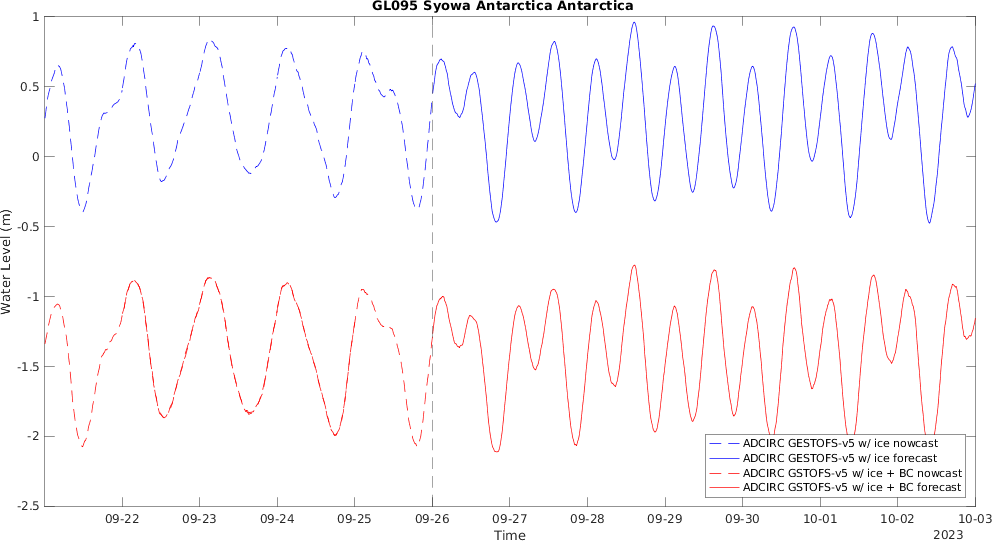 GL095 Syowa Antarctica Antarctica
1
0.5
0
-0.5
-1
-1.5
-2
-2.5
Water Level (m)
ADCIRC GESTOFS-v5 w/ ice nowcast
ADCIRC GESTOFS-v5 w/ ice forecast
ADCIRC GSTOFS-v5 w/ ice + BC nowcast
ADCIRC GSTOFS-v5 w/ ice + BC forecast
09-22 09-23 09-24 09-25 09-26 09-27 09-28 09-29 09-30 10-01 10-02 10-03
Time
2023